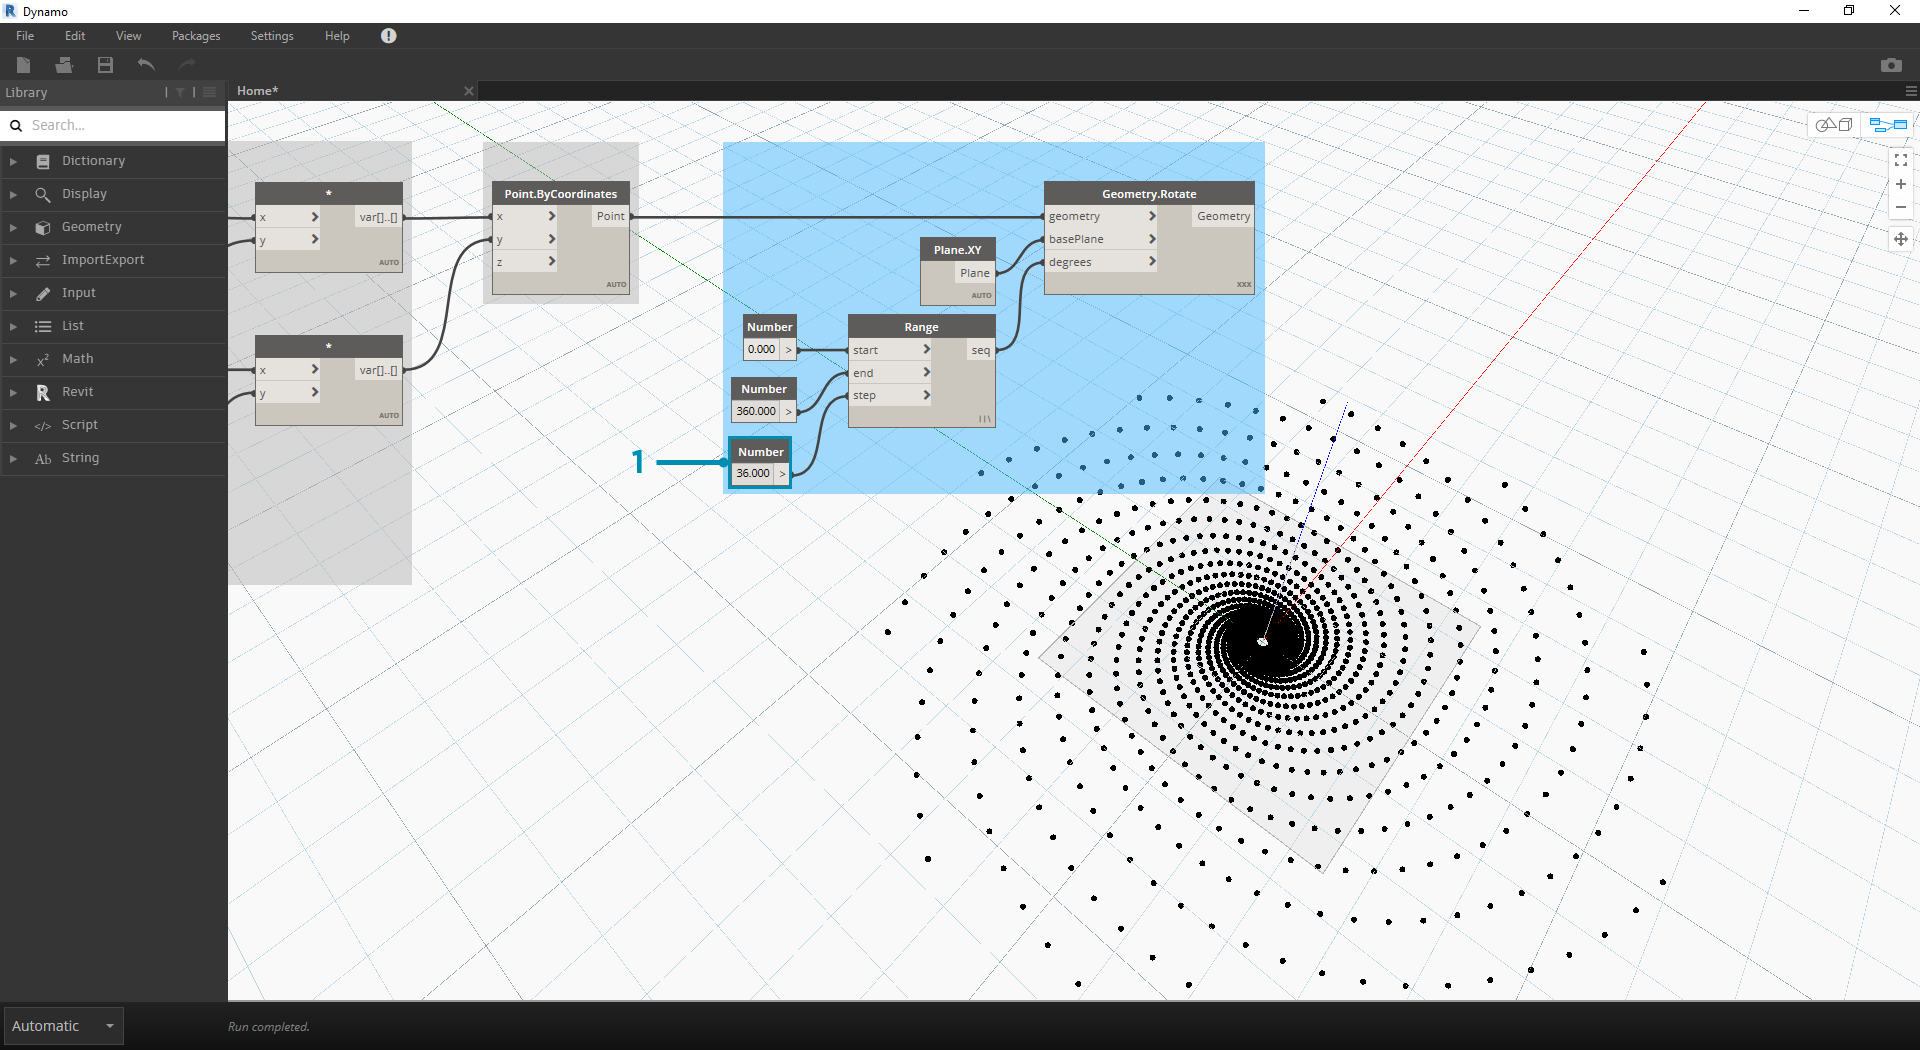 Dynamo
File Edit View Packages Settings Help
Library
Home*
Search...
Dictionary
Display
Geometry
ImportExport
Input
List
Math
Revit
Script
String
*
x > var[]..[]
y >
AUTO
*
x > var[]..[]
y >
AUTO
Point.ByCoordinates
x > Point
y >
z >
AUTO
Geometry.Rotate
geometry > Geometry
basePlane >
degrees >
XXX
Plane.XY
Plane
AUTO
Number
0.000 >
Number
360.000 >
Number
36.000 >
Range
start > seq
end >
step >
1
Automatic
Run completed.